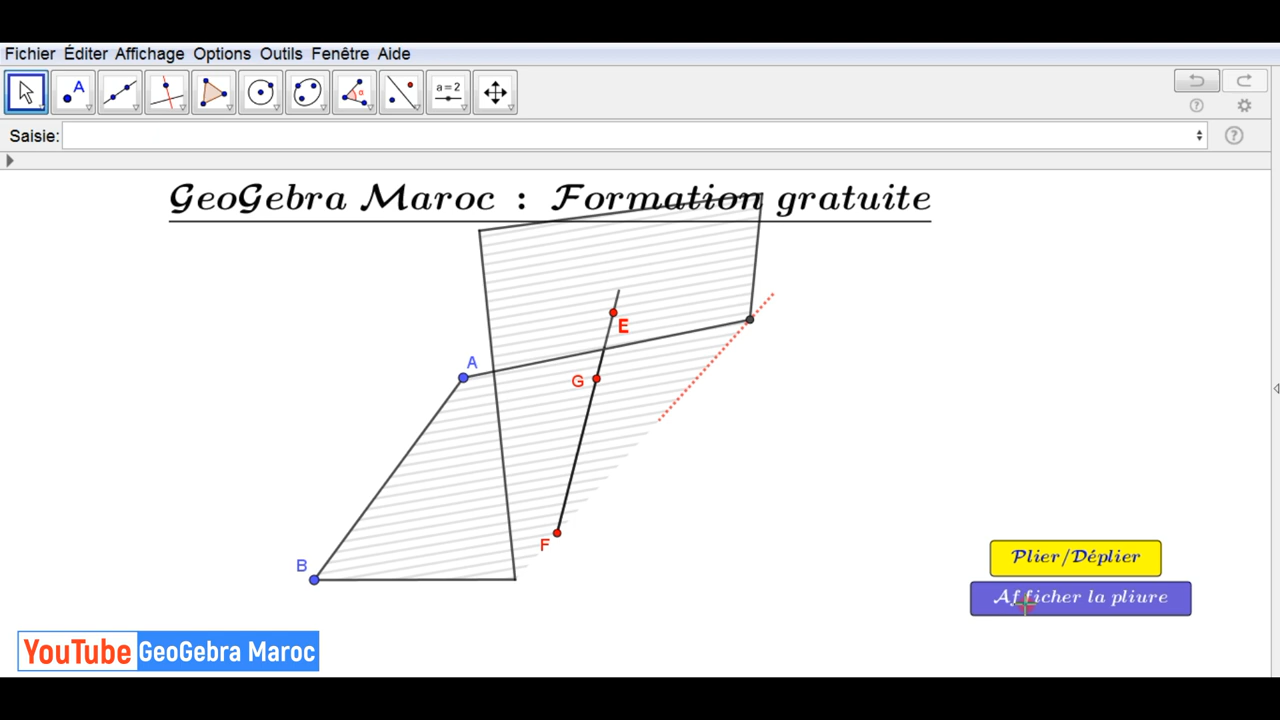 Fichier Éditer Affichage Options Outils Fenêtre Aide
A
α
a=2
Saisie:
GeoGebra Maroc : Formation gratuite
E
A
G
F
B
Plier/Déplier
Afficher la pliure
YouTube GeoGebra Maroc